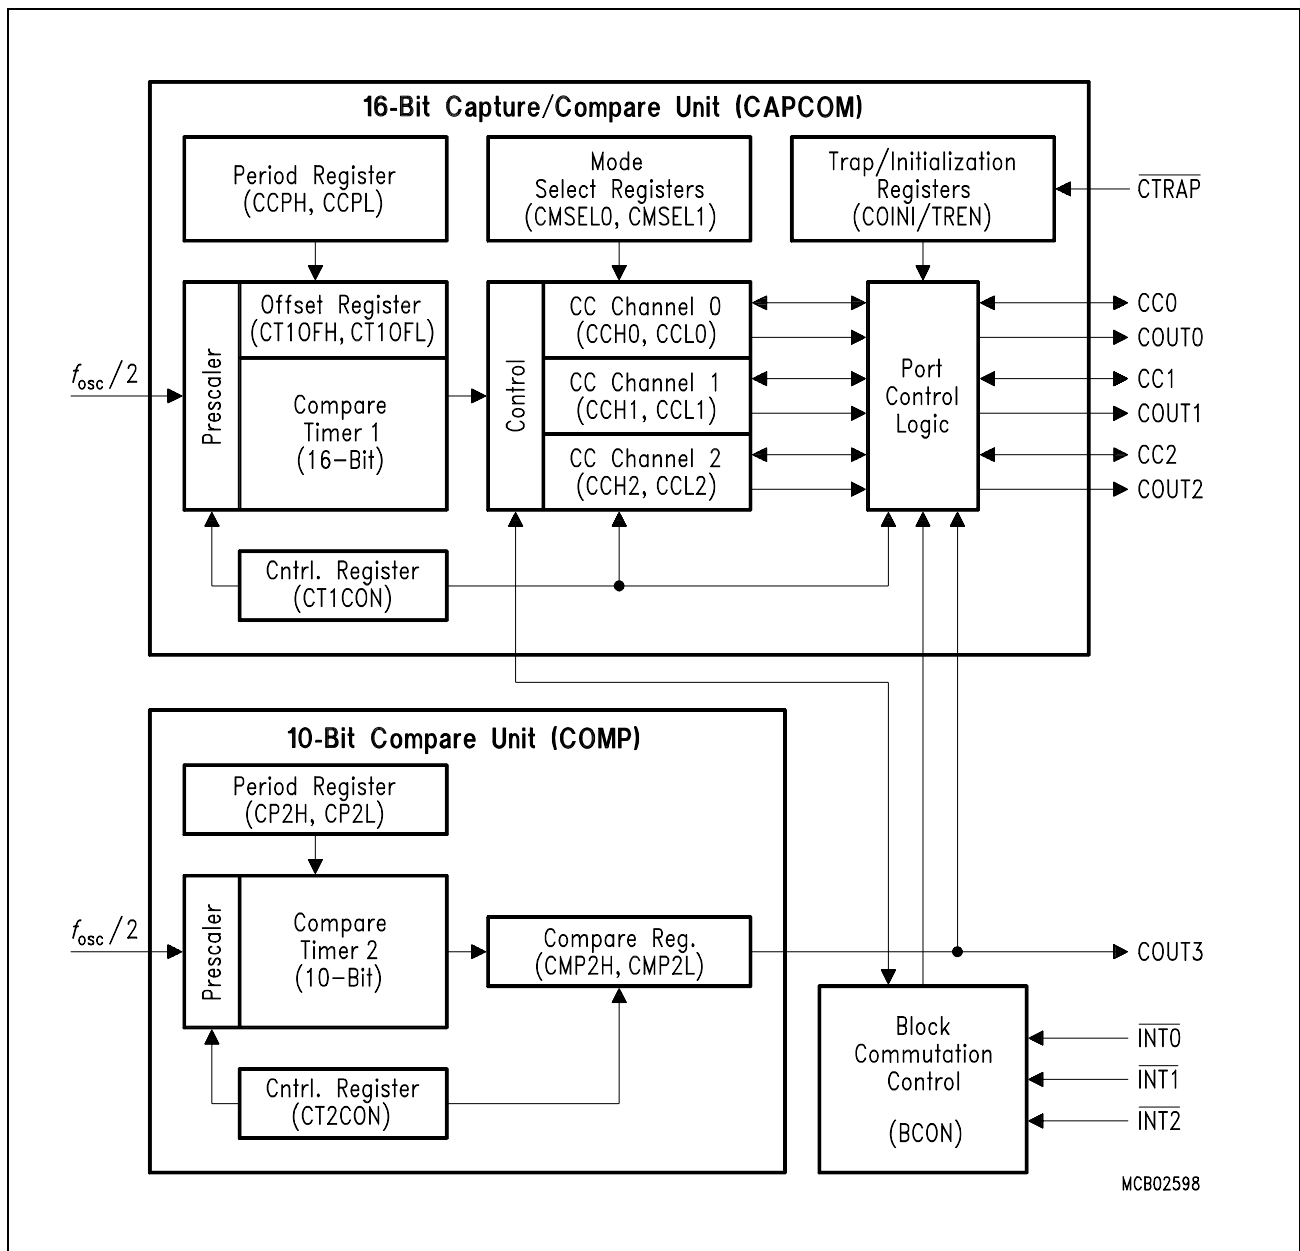 16-Bit Capture/Compare Unit (CAPCOM)
Period Register
(CCPH, CCPL)
Mode
Select Registers
(CMSEL0, CMSEL1)
Trap/Initialization
Registers
(COINI/TREN)
CTRAP
Prescaler
Offset Register
(CT1OFH, CT1OFL)
Compare
Timer 1
(16-Bit)
fosc/2
Control
CC Channel 0
(CCH0, CCL0)
CC Channel 1
(CCH1, CCL1)
CC Channel 2
(CCH2, CCL2)
Port
Control
Logic
CC0
COUT0
CC1
COUT1
CC2
COUT2
Cntrl. Register
(CT1CON)
10-Bit Compare Unit (COMP)
Period Register
(CP2H, CP2L)
fosc/2
Prescaler
Compare
Timer 2
(10-Bit)
Compare Reg.
(CMP2H, CMP2L)
COUT3
Cntrl. Register
(CT2CON)
Block
Commutation
Control
(BCON)
INT0
INT1
INT2
MCB02598